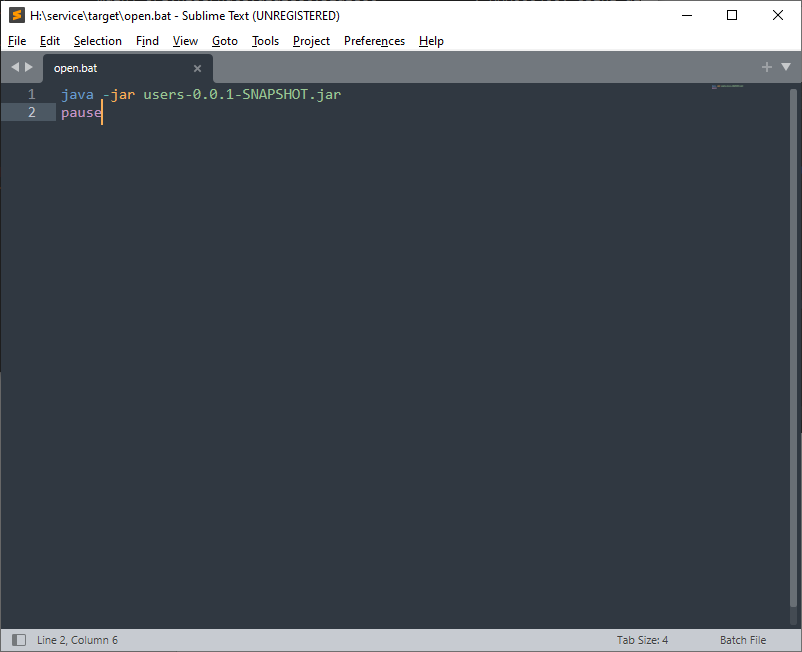 H:\service\target\open.bat - Sublime Text (UNREGISTERED)
File Edit Selection Find View Goto Tools Project Preferences Help
open.bat
1 java -jar users-0.0.1-SNAPSHOT.jar
2 pause
Line 2, Column 6 Tab Size: 4 Batch File